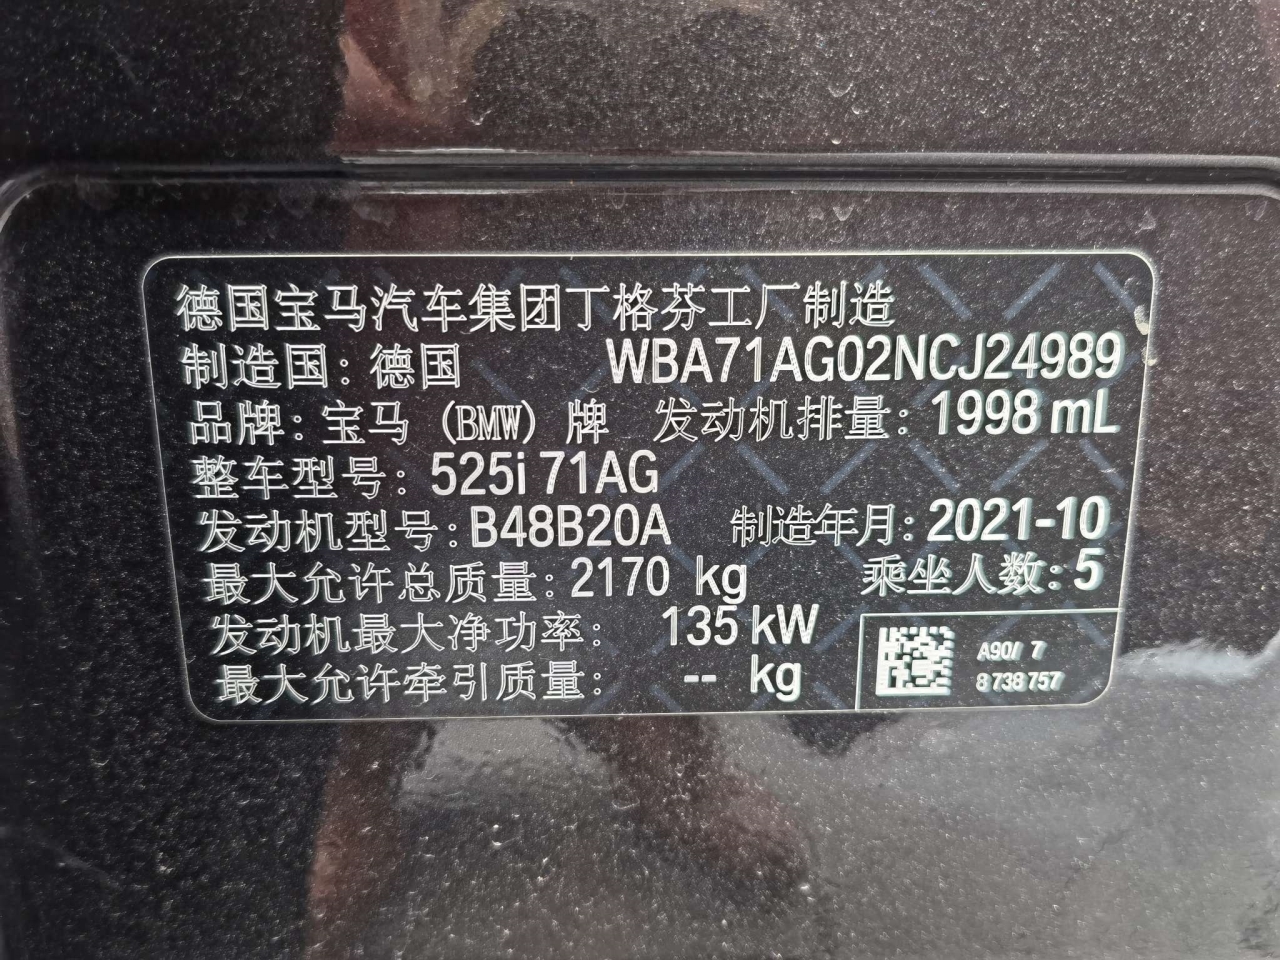 德国宝马汽车集团丁格芬工厂制造
制造国：德国 WBA71AG02NCJ24989
品牌：宝马（BMW）牌 发动机排量：1998 mL
整车型号：525i 71AG
发动机型号：B48B20A 制造年月：2021-10
最大允许总质量：2170 kg 乘坐人数：5
发动机最大净功率： 135 kW
最大允许牵引质量： -- kg
A90/ 7
8 738 757